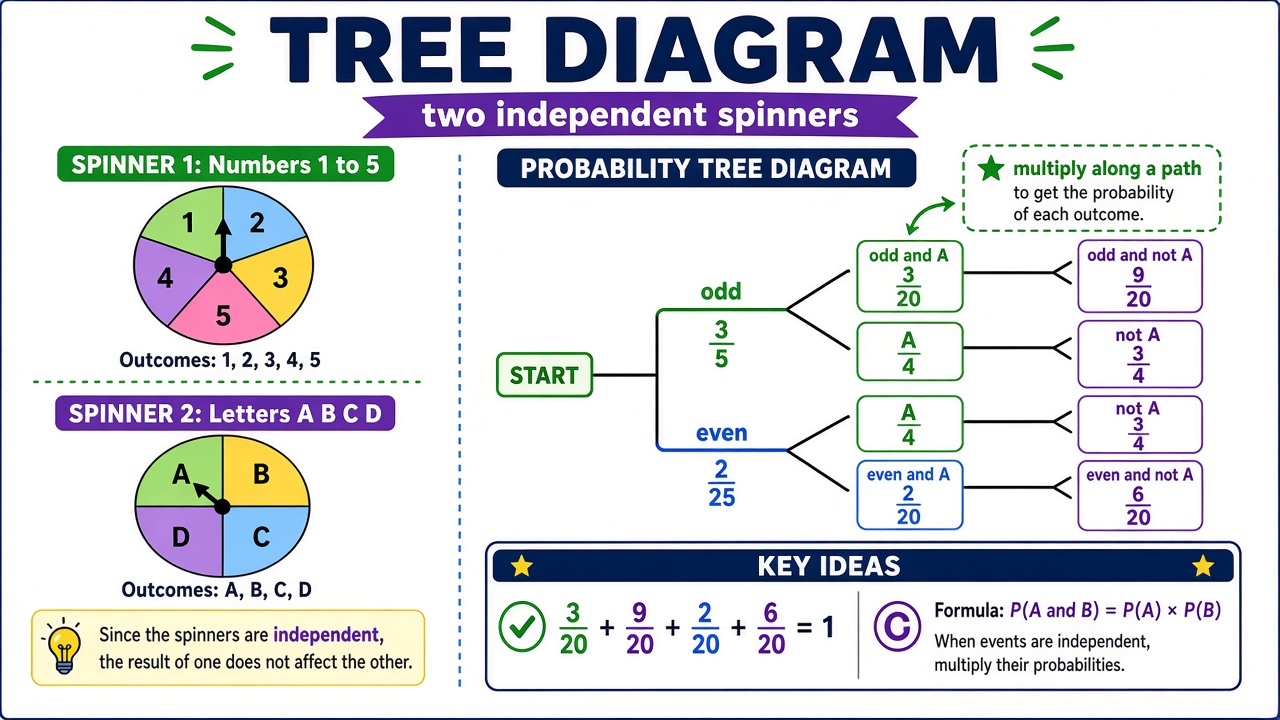 TREE DIAGRAM
two independent spinners
SPINNER 1: Numbers 1 to 5
1
2
3
4
5
Outcomes: 1, 2, 3, 4, 5
SPINNER 2: Letters A B C D
A
B
C
D
Outcomes: A, B, C, D
Since the spinners are independent,
the result of one does not affect the other.
PROBABILITY TREE DIAGRAM
★ multiply along a path
to get the probability
of each outcome.
START
odd
3/5
even
2/25
odd and A
3/20
A/4
A/4
even and A
2/20
odd and not A
9/20
not A
3/4
not A
3/4
even and not A
6/20
KEY IDEAS
3/20 + 9/20 + 2/20 + 6/20 = 1
C
Formula: P(A and B) = P(A) × P(B)
When events are independent,
multiply their probabilities.